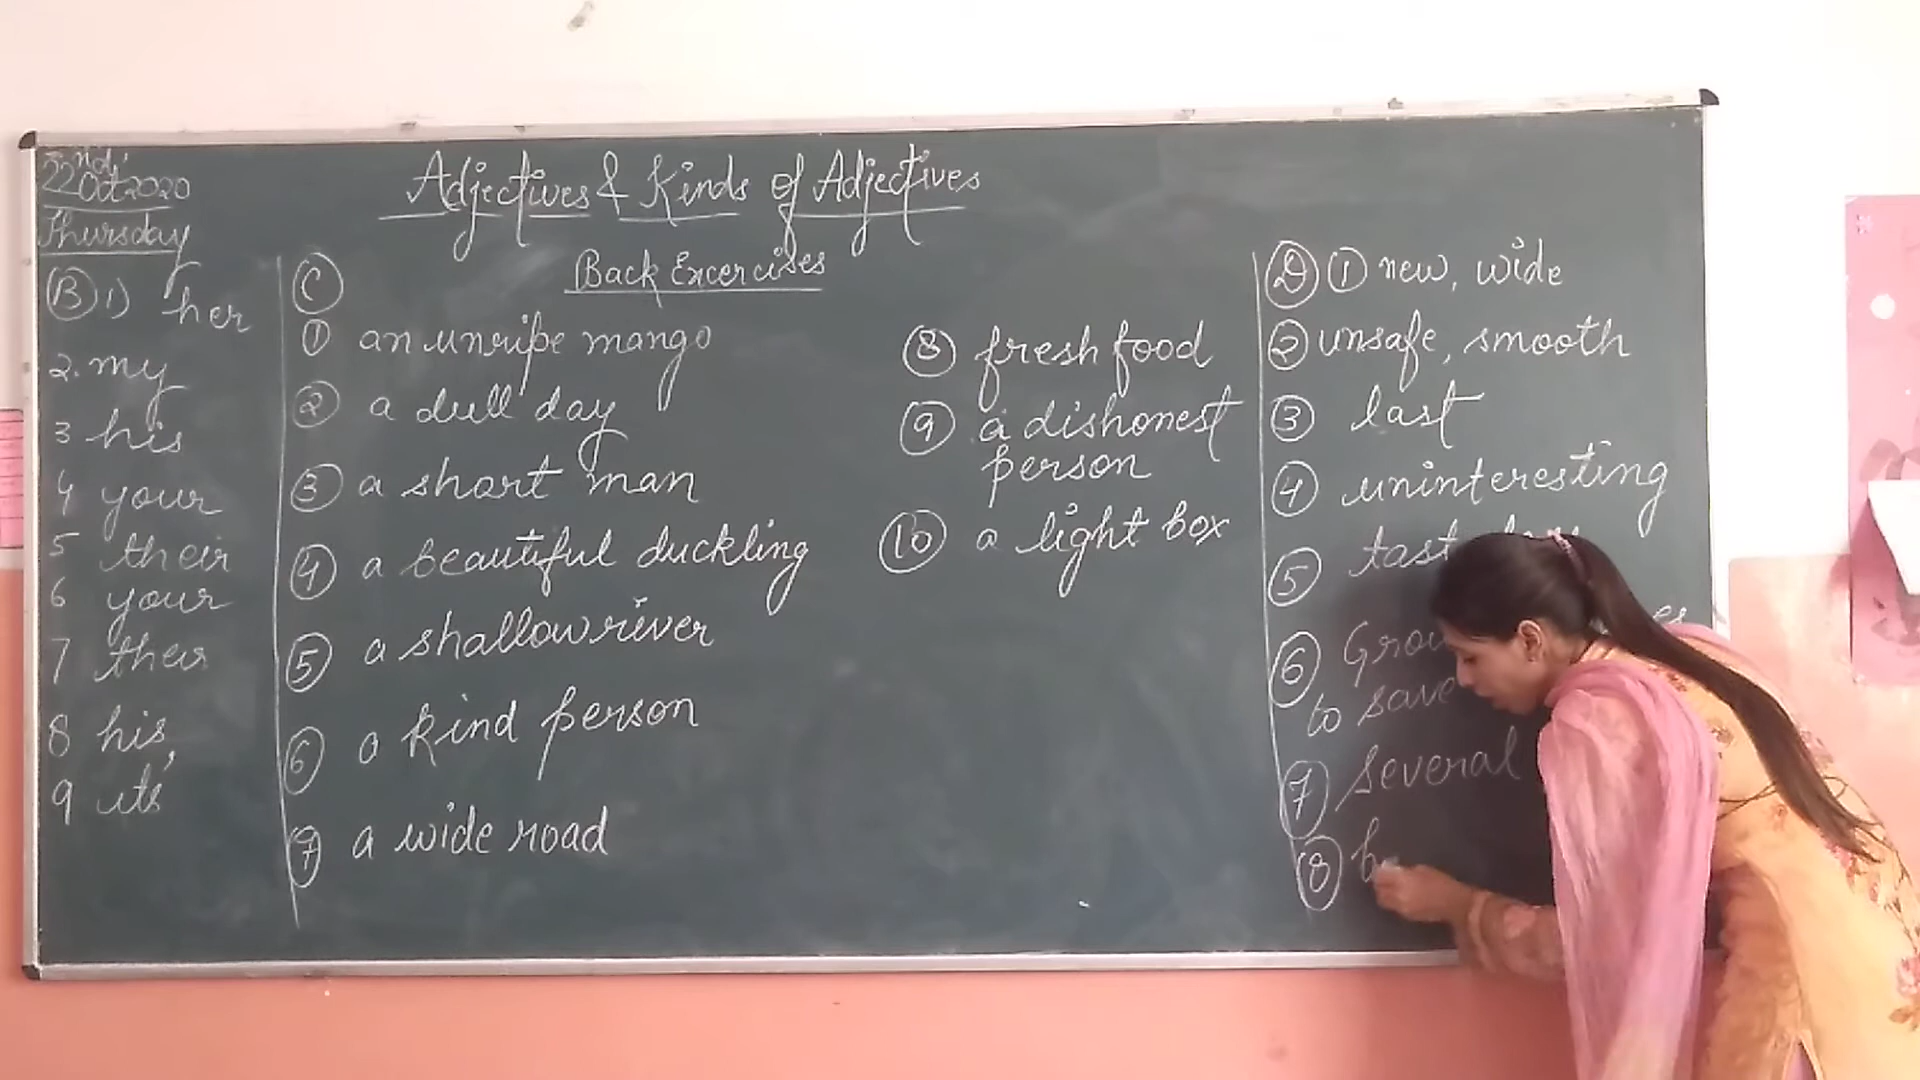 22nd Oct 2020
Thursday
Adjectives & Kinds of Adjectives
Back Excercises
(B) 1) her
2. my
3 his
4 your
5 their
6 your
7 their
8 his,
9 its
(C)
(1) an unripe mango
(2) a dull day
(3) a short man
(4) a beautiful duckling
(5) a shallow river
(6) a kind person
(7) a wide road
(8) fresh food
(9) a dishonest
person
(10) a light box
(D) (1) new, wide
(2) unsafe, smooth
(3) last
(4) uninteresting
(5)
(6)
to save
(7) several
(8)